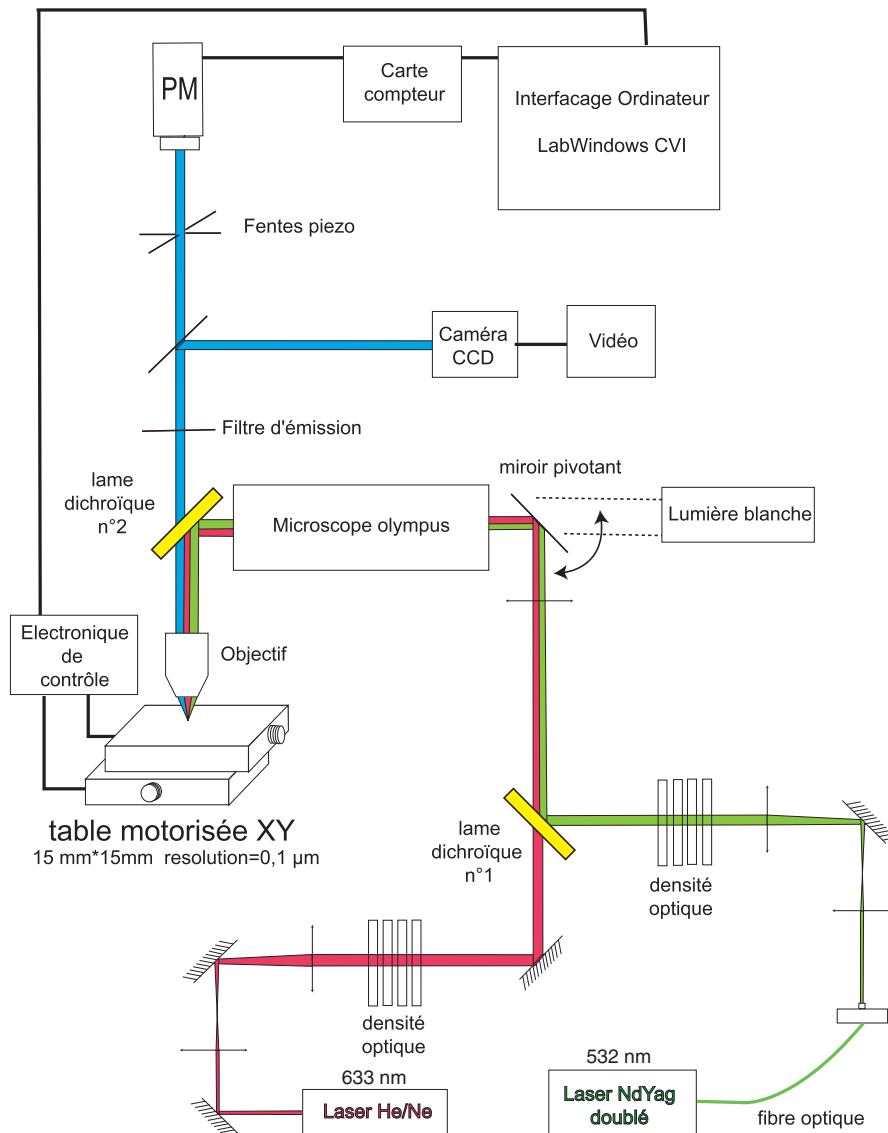 PM
Carte
compteur
Interfacage Ordinateur
LabWindows CVI
Fentes piezo
Caméra
CCD
Vidéo
Filtre d'émission
lame
dichroïque
n°2
Microscope olympus
miroir pivotant
Lumière blanche
Electronique
de
contrôle
Objectif
table motorisée XY
15 mm*15mm resolution=0,1 µm
lame
dichroïque
n°1
densité
optique
densité
optique
633 nm
Laser He/Ne
532 nm
Laser NdYag
doublé
fibre optique